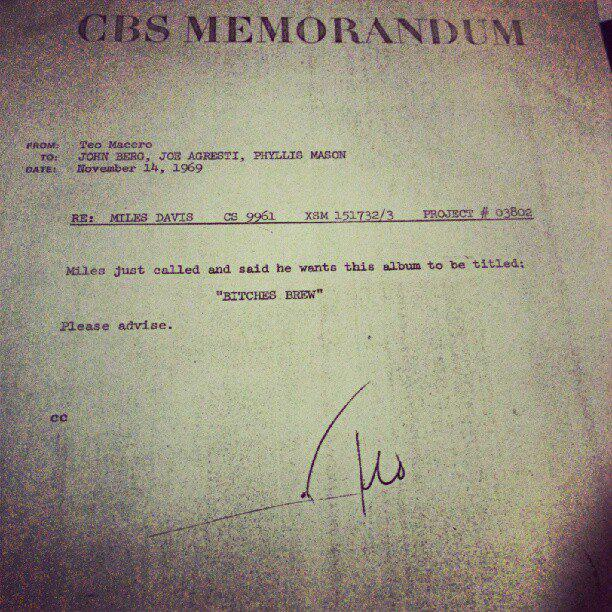 CBS MEMORANDUM
FROM: Teo Macero
TO: JOHN BERG, JOE AGRESTI, PHYLLIS MASON
DATE: November 14, 1969
RE: MILES DAVIS CS 9961 XSM 151732/3 PROJECT # 03802
Miles just called and said he wants this album to be titled:
"BITCHES BREW"
Please advise.
cc
Teo